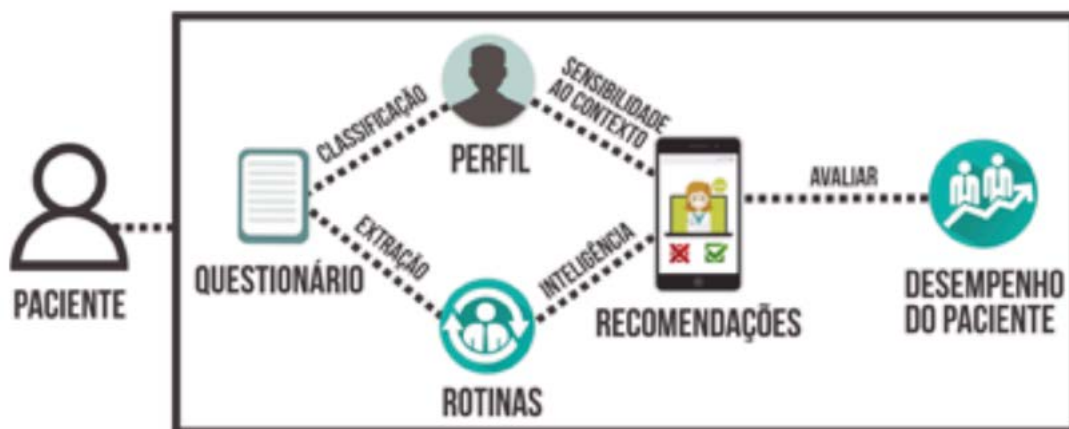 PACIENTE
QUESTIONÁRIO
CLASSIFICAÇÃO
PERFIL
EXTRAÇÃO
ROTINAS
SENSIBILIDADE
AO CONTEXTO
INTELIGÊNCIA
RECOMENDAÇÕES
AVALIAR
DESEMPENHO
DO PACIENTE